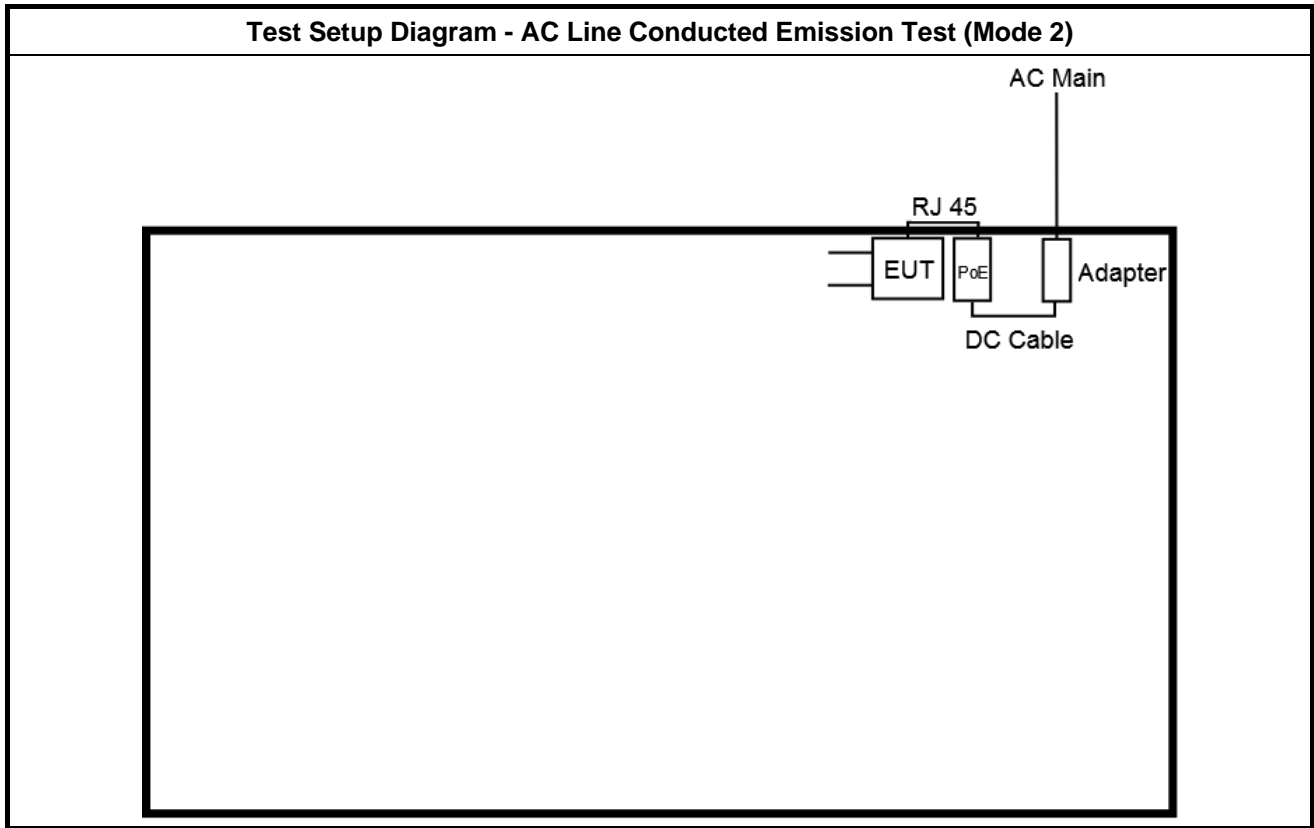 Test Setup Diagram - AC Line Conducted Emission Test (Mode 2)
AC Main
RJ 45
EUT
PoE
Adapter
DC Cable